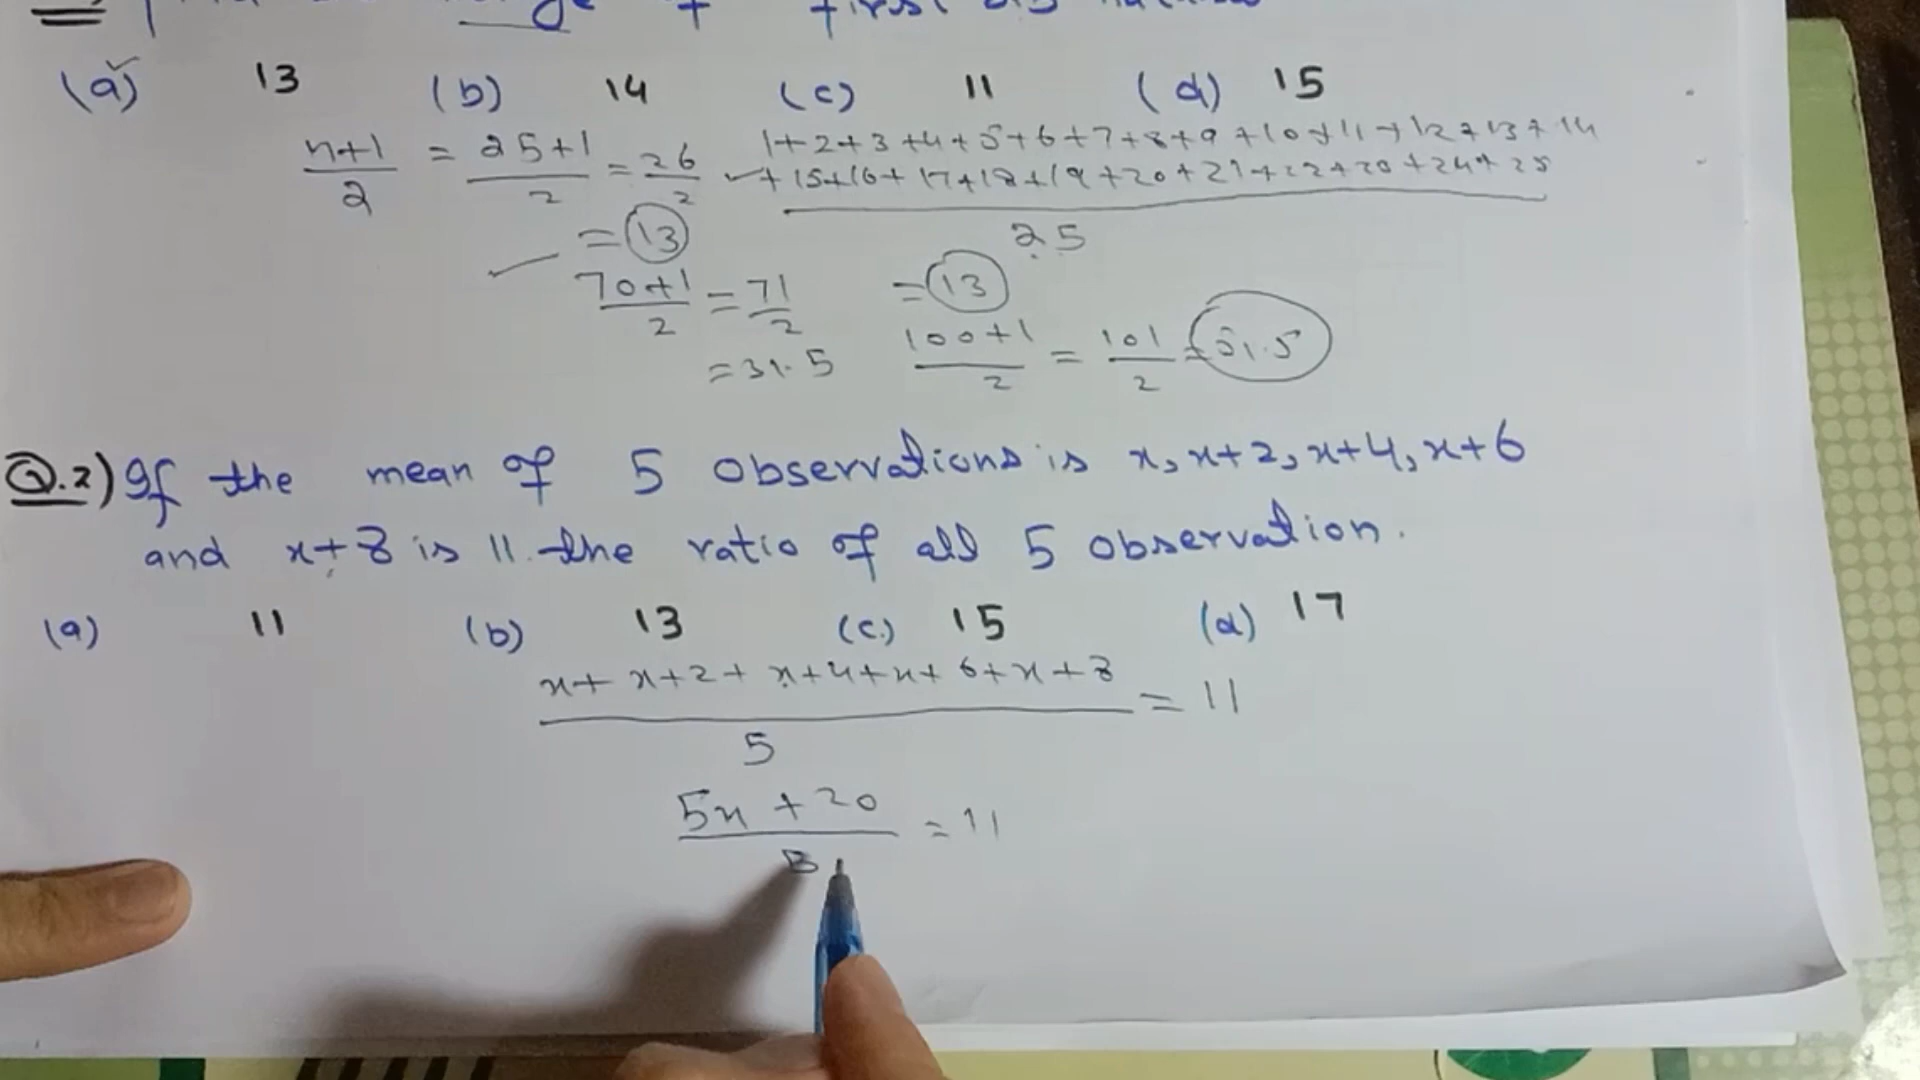 of first
(a) 13 (b) 14 (c) 11 (d) 15
n+1/2 = 25+1/2 = 26/2
1+2+3+4+5+6+7+8+9+10+11+12+13+14
+15+16+17+18+19+20+21+22+23+24+25
25
= 13
= 13
70+1/2 = 71/2
= 31.5
100+1/2 = 101/2 = 51.5
Q.2) If the mean of 5 observations is x, x+2, x+4, x+6
and x+8 is 11. the ratio of all 5 observation.
(a) 11 (b) 13 (c) 15 (d) 17
x+x+2+x+4+x+6+x+8/5 = 11
5x+20/5 = 11